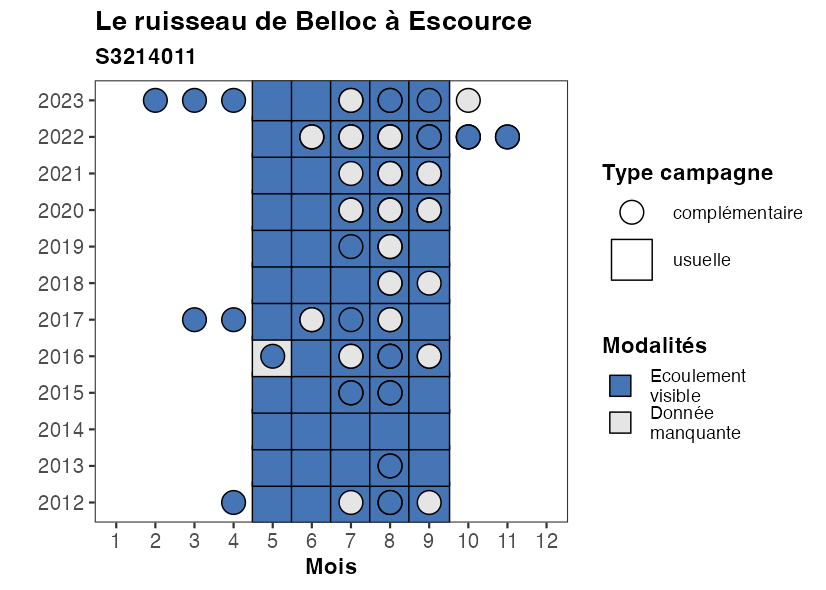 Le ruisseau de Belloc à Escource
S3214011
2023
2022
2021
2020
2019
2018
2017
2016
2015
2014
2013
2012
1 2 3 4 5 6 7 8 9 10 11 12
Mois
Type campagne
complémentaire
usuelle
Modalités
Ecoulement
visible
Donnée
manquante